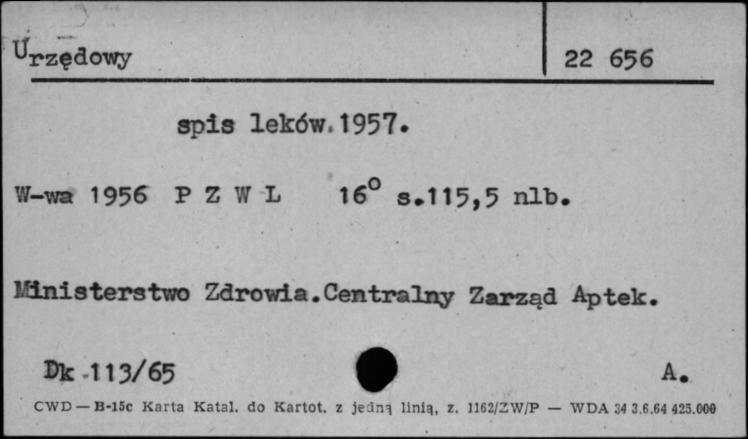 Urzędowy 22 656
spis leków.1957.
W-wa 1956 P Z W L 16° s.115,5 nlb.
Ministerstwo Zdrowia.Centralny Zarząd Aptek.
Dk 113/65 A.
CWD — B-15c Karta Katal. do Kartot. z jedną linią, z. 1162/ZW/P — WDA 34 3.6.64 425.000